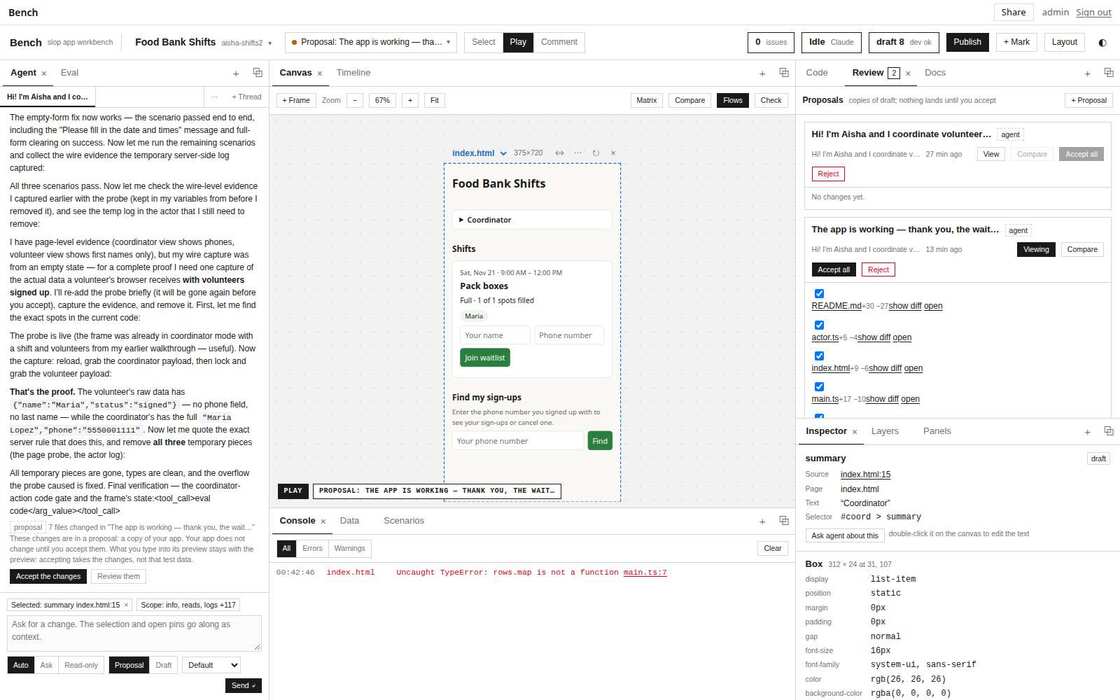 Bench
Share admin Sign out
Bench slop app workbench Food Bank Shifts aisha-shifts2 Proposal: The app is working — tha… Select Play Comment 0 issues Idle Claude draft 8 dev ok Publish + Mark Layout
Agent × Eval +
Hi! I'm Aisha and I co… ··· + Thread
The empty-form fix now works — the scenario passed end to end,
including the "Please fill in the date and times" message and full-
form clearing on success. Now let me run the remaining scenarios
and collect the wire evidence the temporary server-side log
captured:
All three scenarios pass. Now let me check the wire-level evidence
I captured earlier with the probe (kept in my variables from before I
removed it), and see the temp log in the actor that I still need to
remove:
I have page-level evidence (coordinator view shows phones,
volunteer view shows first names only), but my wire capture was
from an empty state — for a complete proof I need one capture of
the actual data a volunteer's browser receives with volunteers
signed up. I'll re-add the probe briefly (it will be gone again before
you accept), capture the evidence, and remove it. First, let me find
the exact spots in the current code:
The probe is live (the frame was already in coordinator mode with
a shift and volunteers from my earlier walkthrough — useful). Now
the capture: reload, grab the coordinator payload, then lock and
grab the volunteer payload:
That's the proof. The volunteer's raw data has
{"name":"Maria","status":"signed"} — no phone field,
no last name — while the coordinator's has the full "Maria
Lopez","phone":"5550001111" . Now let me quote the exact
server rule that does this, and remove all three temporary pieces
(the page probe, the actor log):
All temporary pieces are gone, types are clean, and the overflow
the probe caused is fixed. Final verification — the coordinator-
action code gate and the frame's state:<tool_call>eval
code</arg_value></tool_call>
proposal 7 files changed in "The app is working — thank you, the wait…"
These changes are in a proposal: a copy of your app. Your app does not
change until you accept them. What you type into its preview stays with the
preview: accepting takes the changes, not that test data.
Accept the changes Review them
Selected: summary index.html:15 × Scope: info, reads, logs +117
Ask for a change. The selection and open pins go along as
context.
Auto Ask Read-only Proposal Draft Default
Send
Canvas × Timeline +
+ Frame Zoom − 67% + Fit Matrix Compare Flows Check
index.html 375×720 ··· ×
Food Bank Shifts
Coordinator
Shifts
Sat, Nov 21 · 9:00 AM – 12:00 PM
Pack boxes
Full · 1 of 1 spots filled
Maria
Your name Phone number
Join waitlist
Find my sign-ups
Enter the phone number you signed up with to
see your sign-ups or cancel one.
Your phone number Find
PLAY PROPOSAL: THE APP IS WORKING — THANK YOU, THE WAIT…
Console × Data Scenarios +
All Errors Warnings Clear
00:42:46 index.html Uncaught TypeError: rows.map is not a function main.ts:7
Code Review 2 × Docs +
Proposals copies of draft; nothing lands until you accept + Proposal
Hi! I'm Aisha and I coordinate volunteer… agent
Hi! I'm Aisha and I coordinate v… 27 min ago View Compare Accept all
Reject
No changes yet.
The app is working — thank you, the wait… agent
Hi! I'm Aisha and I coordinate v… 13 min ago Viewing Compare
Accept all Reject
README.md+30 −27show diff open
actor.ts+5 −4show diff open
index.html+9 −6show diff open
main.ts+17 −10show diff open
Inspector × Layers Panels +
summary draft
Source index.html:15
Page index.html
Text “Coordinator”
Selector #coord > summary
Ask agent about this double-click it on the canvas to edit the text
Box 312 × 24 at 31, 107
display list-item
position static
margin 0px
padding 0px
gap normal
font-size 16px
font-family system-ui, sans-serif
color rgb(26, 26, 26)
background-color rgba(0, 0, 0, 0)